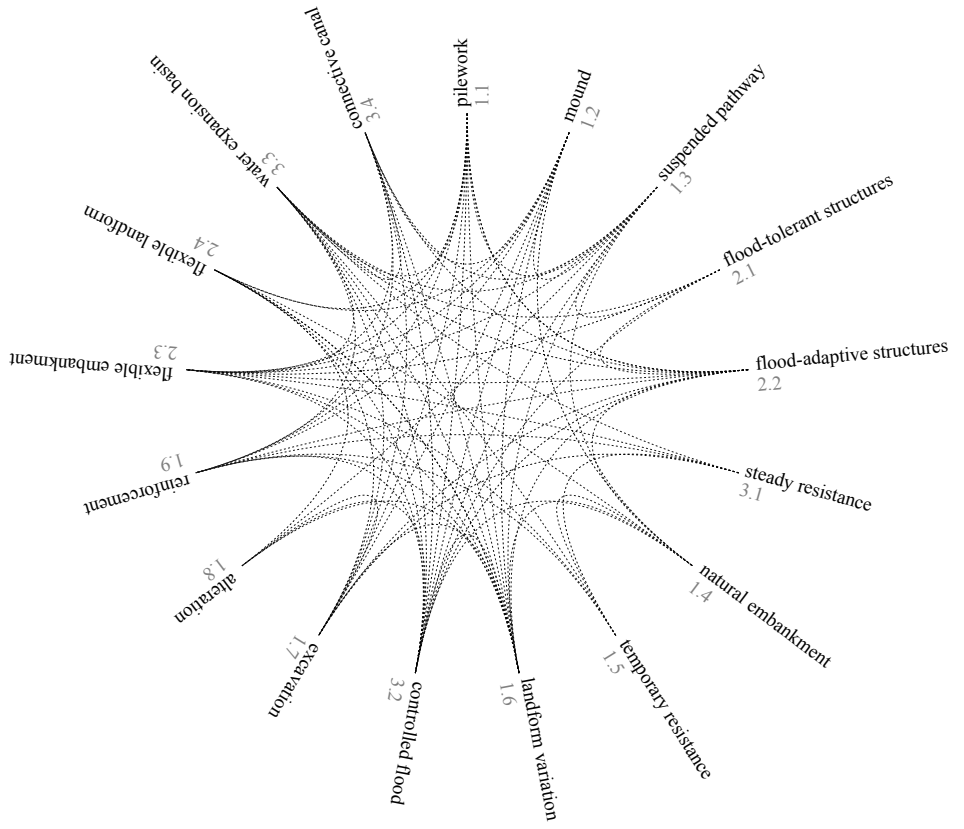 pilework
1.1
mound
1.2
suspended pathway
1.3
flood-tolerant structures
2.1
flood-adaptive structures
2.2
steady resistance
3.1
natural embankment
1.4
temporary resistance
1.5
landform variation
1.6
controlled flood
3.2
excavation
1.7
alteration
1.8
reinforcement
1.9
flexible embankment
2.3
flexible landform
2.4
water expansion basin
3.3
connective canal
3.4